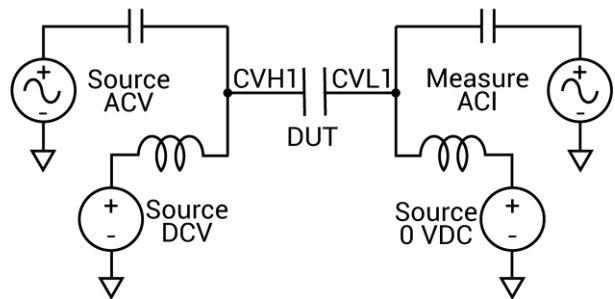 Source
ACV
CVH1
CVL1
DUT
Measure
ACI
Source
DCV
Source
0 VDC
+
-
+
-
+
-
+
-